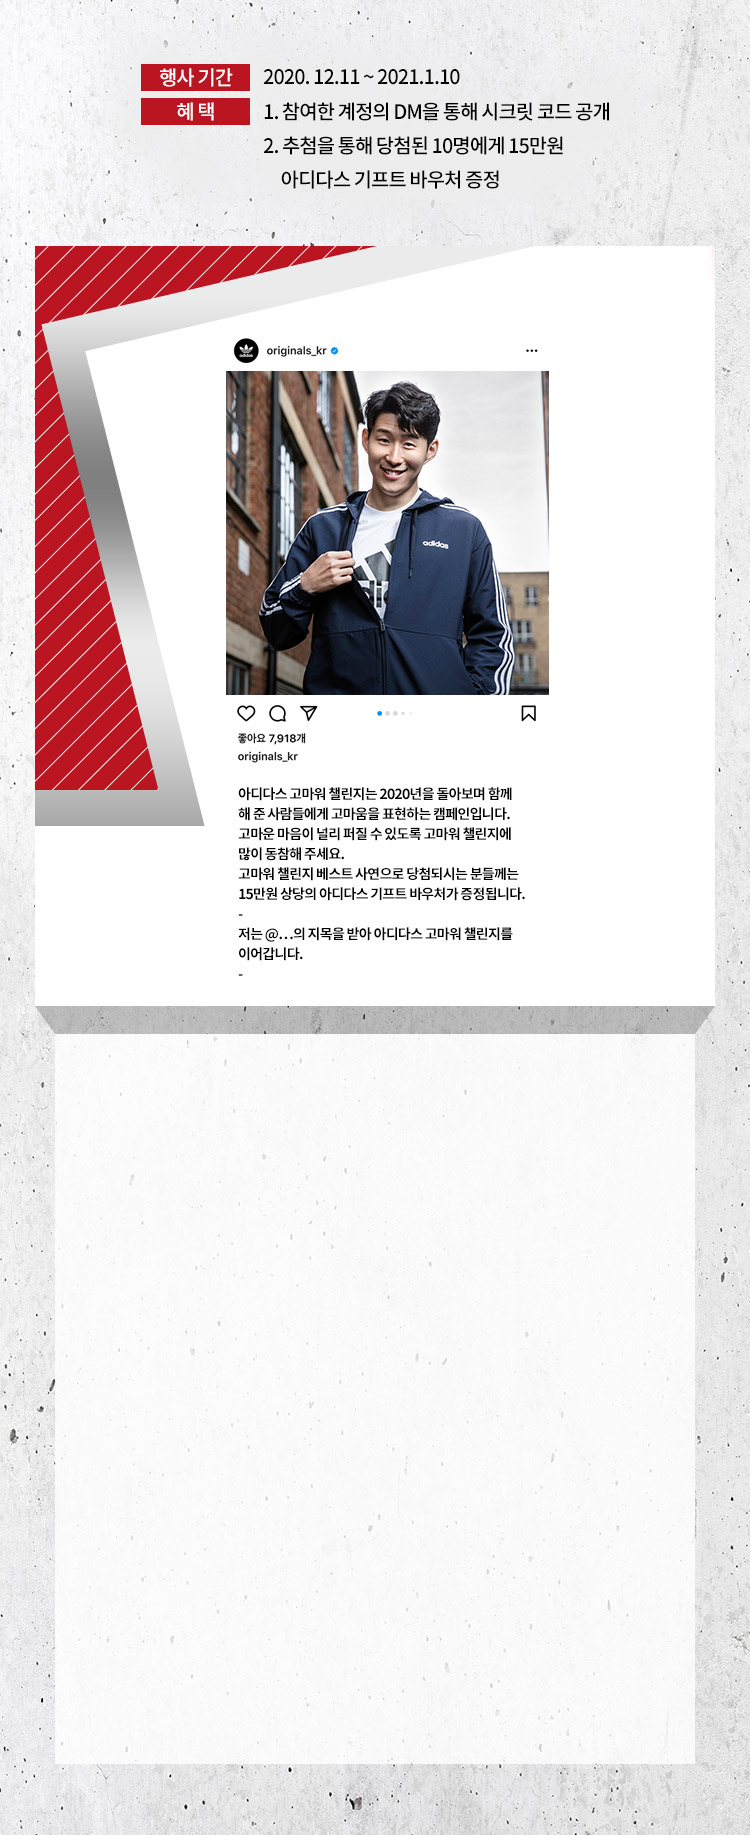 행사 기간 2020. 12.11 ~ 2021.1.10
혜 택 1. 참여한 계정의 DM을 통해 시크릿 코드 공개
2. 추첨을 통해 당첨된 10명에게 15만원
아디다스 기프트 바우처 증정
adidas
originals_kr
adidas
좋아요 7,918개
originals_kr
아디다스 고마워 챌린지는 2020년을 돌아보며 함께
해 준 사람들에게 고마움을 표현하는 캠페인입니다.
고마운 마음이 널리 퍼질 수 있도록 고마워 챌린지에
많이 동참해 주세요.
고마워 챌린지 베스트 사연으로 당첨되시는 분들께는
15만원 상당의 아디다스 기프트 바우처가 증정됩니다.
-
저는 @...의 지목을 받아 아디다스 고마워 챌린지를
이어갑니다.
-